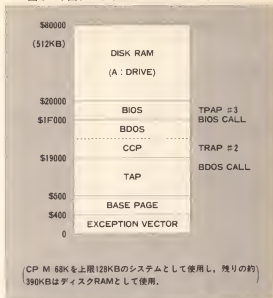 $80000
(512KB)
DISK RAM
(A : DRIVE)
$20000
BIOS
TPAP #3
BIOS CALL
$1F000
BDOS
CCP
TRAP #2
$19000
BDOS CALL
TAP
$500
BASE PAGE
$400
EXCEPTION VECTOR
0
CP M 68Kを上限128KBのシステムとして使用し，残りの約
390KBはディスクRAMとして使用．